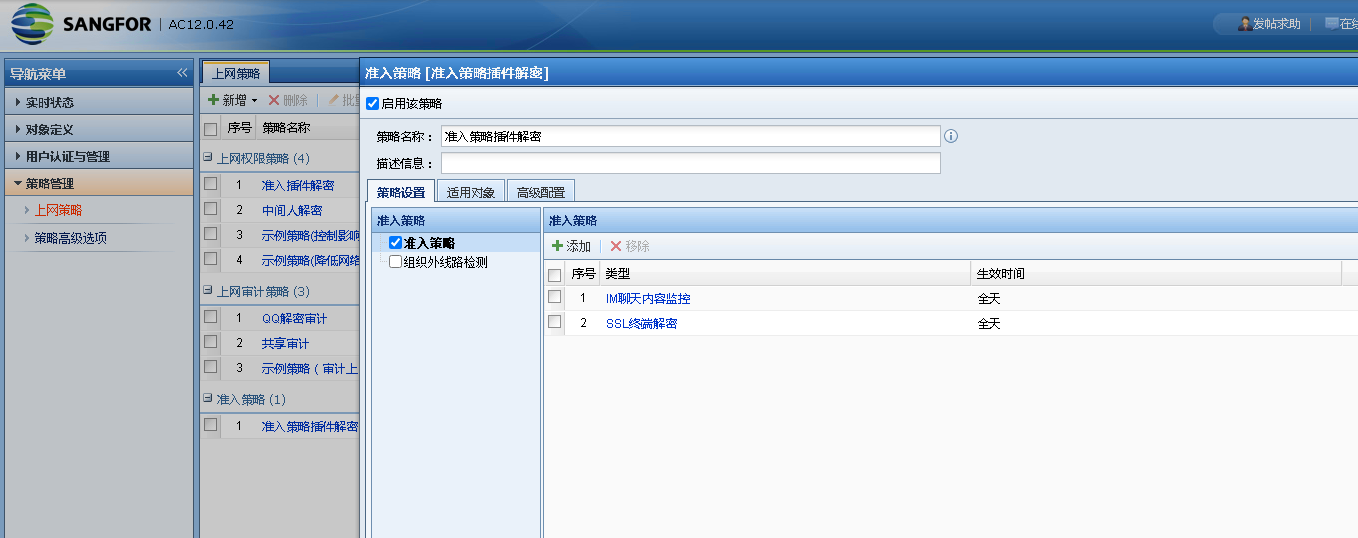 SANGFOR | AC12.0.42
发帖求助
在线
导航菜单
实时状态
对象定义
用户认证与管理
策略管理
上网策略
策略高级选项
上网策略
新增 删除 批量
序号 策略名称
上网权限策略 (4)
1 准入插件解密
2 中间人解密
3 示例策略(控制影响
4 示例策略(降低网络
上网审计策略 (3)
1 QQ解密审计
2 共享审计
3 示例策略（审计上
准入策略 (1)
1 准入策略插件解密
准入策略 [准入策略插件解密]
启用该策略
策略名称： 准入策略插件解密
描述信息：
策略设置 适用对象 高级配置
准入策略
准入策略
组织外线路检测
准入策略
添加 移除
序号 类型 生效时间
1 IM聊天内容监控 全天
2 SSL终端解密 全天